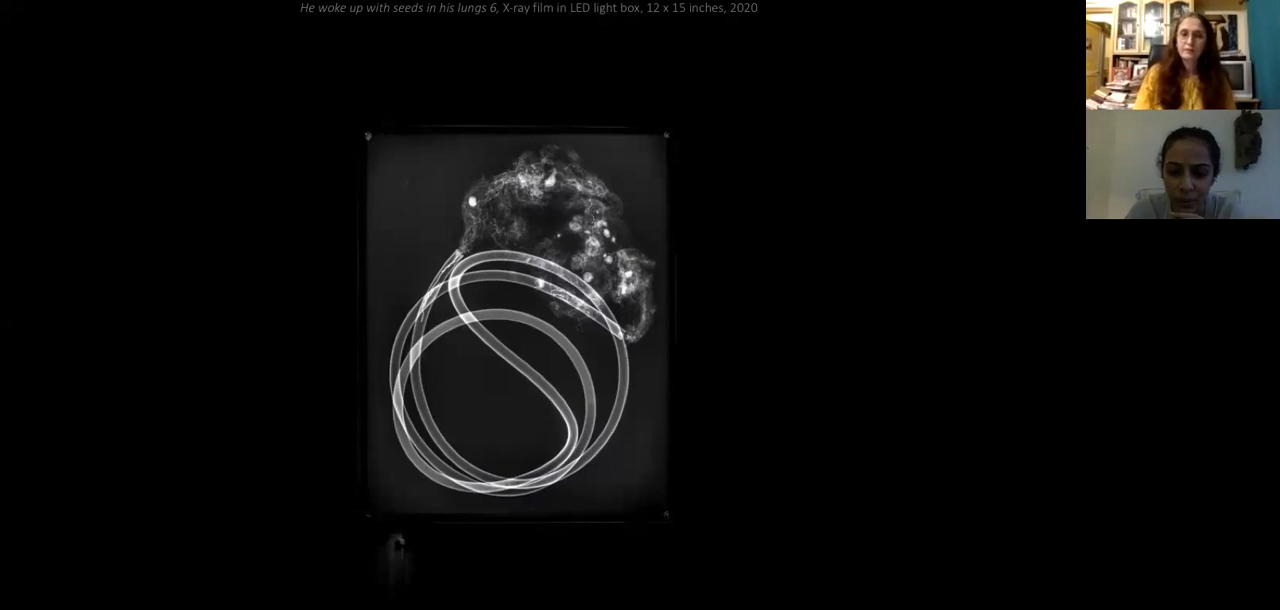 He woke up with seeds in his lungs 6, X-ray film in LED light box, 12 x 15 inches, 2020